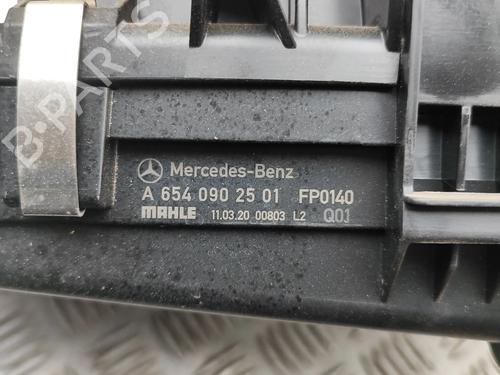 B-PARTS
Mercedes-Benz
A 654 090 25 01 FP0140
MAHLE 11.03.20 00803 L2 Q01